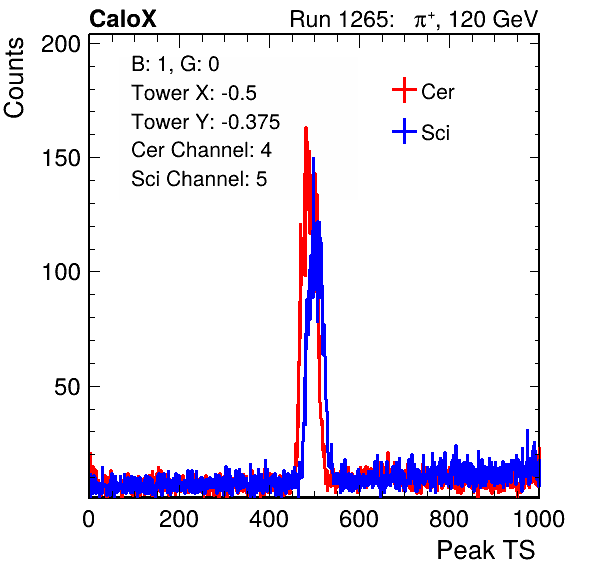 CaloX Run 1265: π⁺, 120 GeV
Counts
200
150
100
50
B: 1, G: 0
Tower X: -0.5
Tower Y: -0.375
Cer Channel: 4
Sci Channel: 5
Cer
Sci
0 200 400 600 800 1000
Peak TS